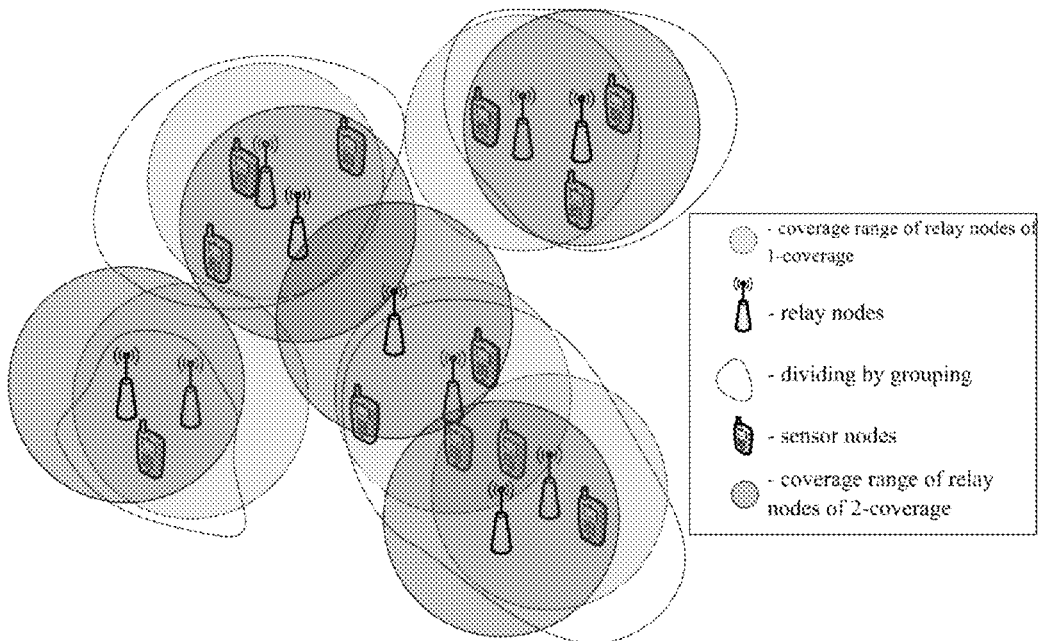 - coverage range of relay nodes of
1-coverage
- relay nodes
- dividing by grouping
- sensor nodes
- coverage range of relay
nodes of 2-coverage